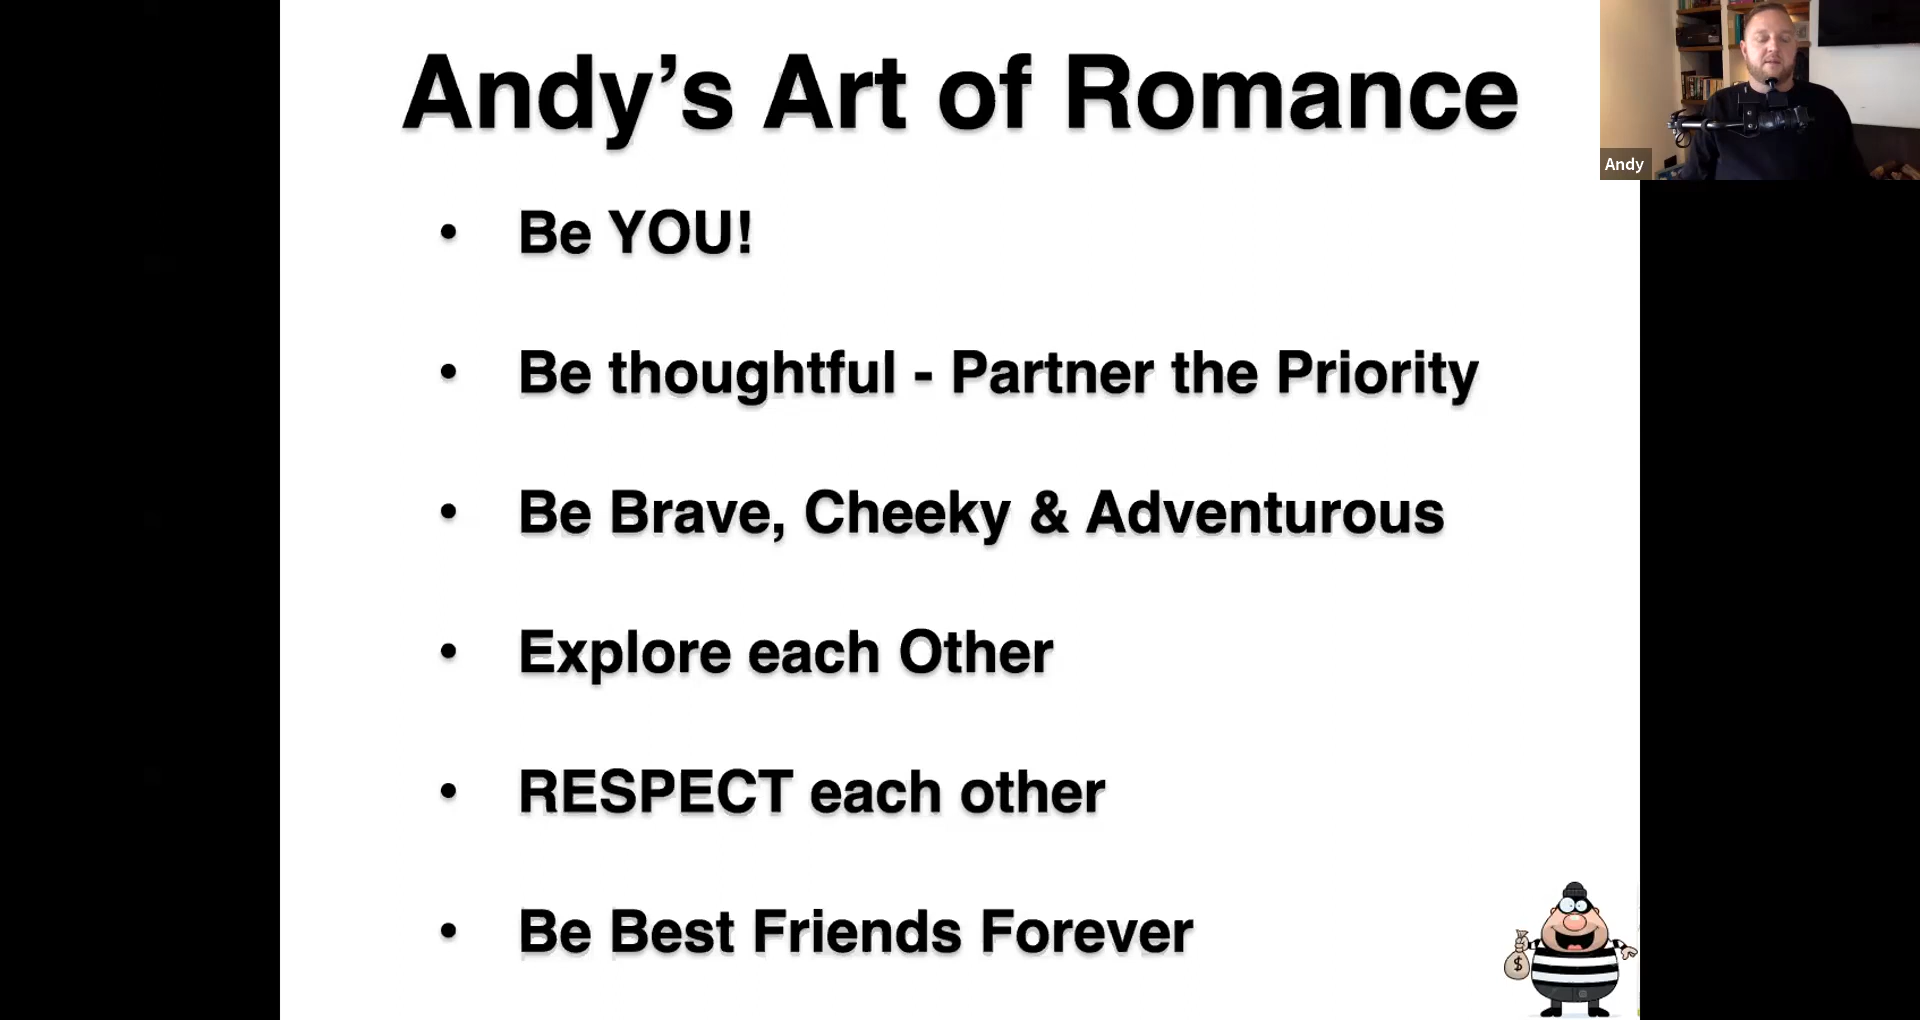 Andy’s Art of Romance
• Be YOU!
• Be thoughtful - Partner the Priority
• Be Brave, Cheeky & Adventurous
• Explore each Other
• RESPECT each other
• Be Best Friends Forever
Andy
$